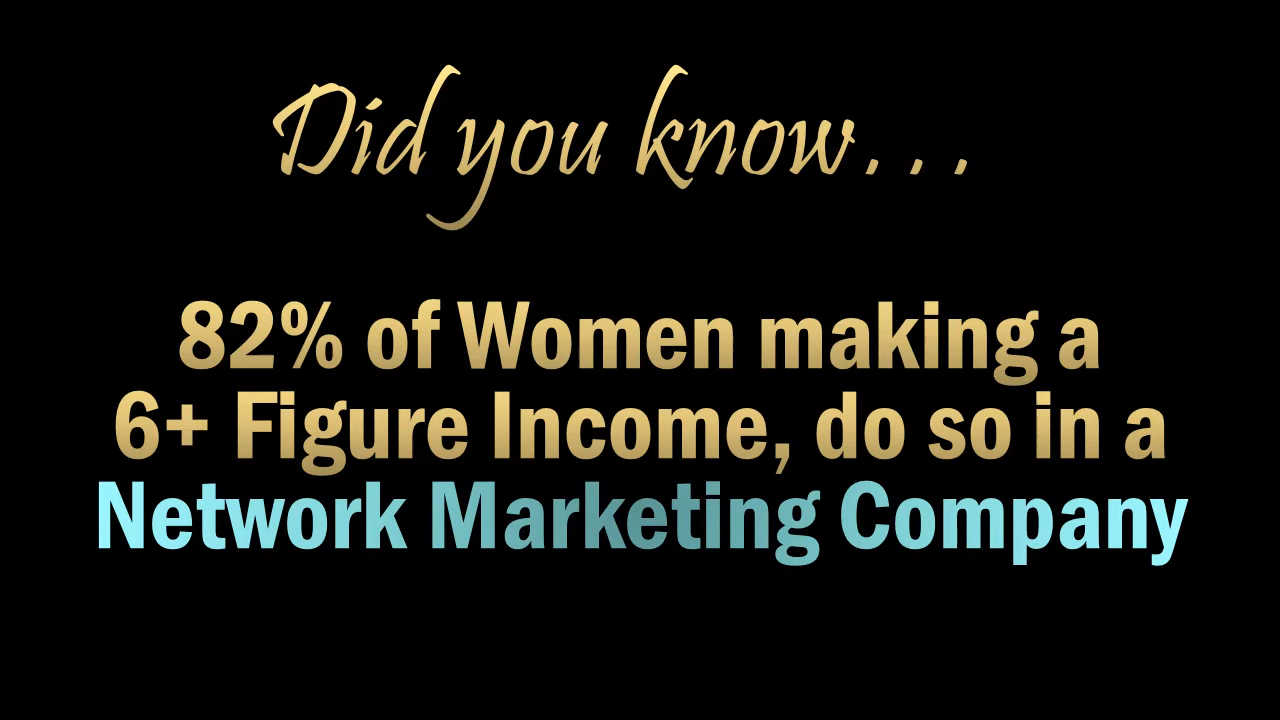 Did you know...
82% of Women making a
6+ Figure Income, do so in a
Network Marketing Company